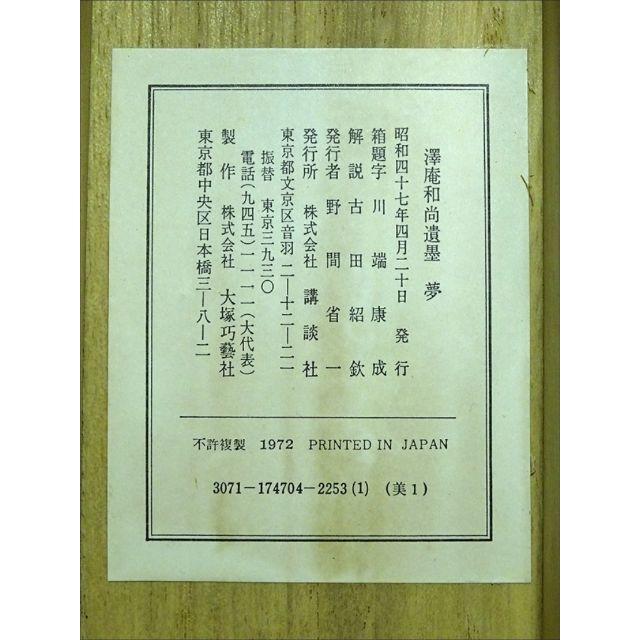 澤庵和尚遺墨 夢
昭和四十七年四月二十日 発行
箱題字 川端康成
解説 古田紹欽
発行者 野間省一
発行所 株式会社 講談社
東京都文京区音羽二―十二―二一
振替 東京三九三〇
電話(九四五)一一一一(大代表)
製作 株式会社 大塚巧藝社
東京都中央区日本橋三―八―二
不許複製 1972 PRINTED IN JAPAN
3071-174704-2253(1) (美1)